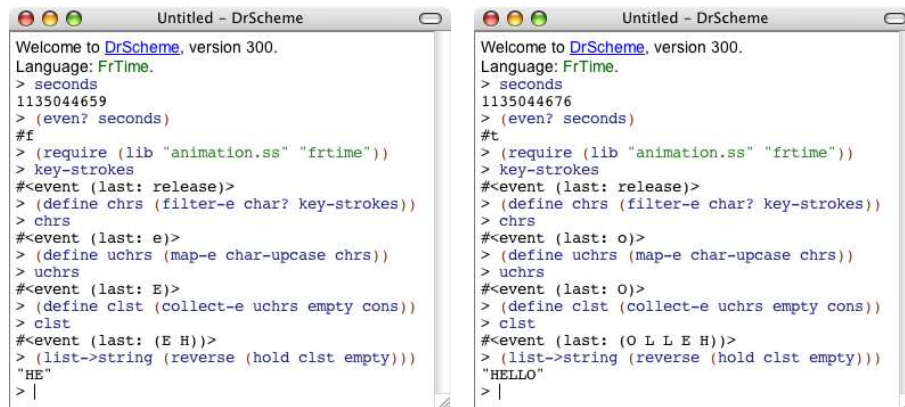 Untitled – DrScheme
Welcome to DrScheme, version 300.
Language: FrTime.
> seconds
1135044659
> (even? seconds)
#f
> (require (lib "animation.ss" "frtime"))
> key-strokes
#<event (last: release)>
> (define chrs (filter-e char? key-strokes))
> chrs
#<event (last: e)>
> (define uchrs (map-e char-upcase chrs))
> uchrs
#<event (last: E)>
> (define clst (collect-e uchrs empty cons))
> clst
#<event (last: (E H))>
> (list->string (reverse (hold clst empty)))
"HE"
> |
Untitled – DrScheme
Welcome to DrScheme, version 300.
Language: FrTime.
> seconds
1135044676
> (even? seconds)
#t
> (require (lib "animation.ss" "frtime"))
> key-strokes
#<event (last: release)>
> (define chrs (filter-e char? key-strokes))
> chrs
#<event (last: o)>
> (define uchrs (map-e char-upcase chrs))
> uchrs
#<event (last: O)>
> (define clst (collect-e uchrs empty cons))
> clst
#<event (last: (O L L E H))>
> (list->string (reverse (hold clst empty)))
"HELLO"
> |